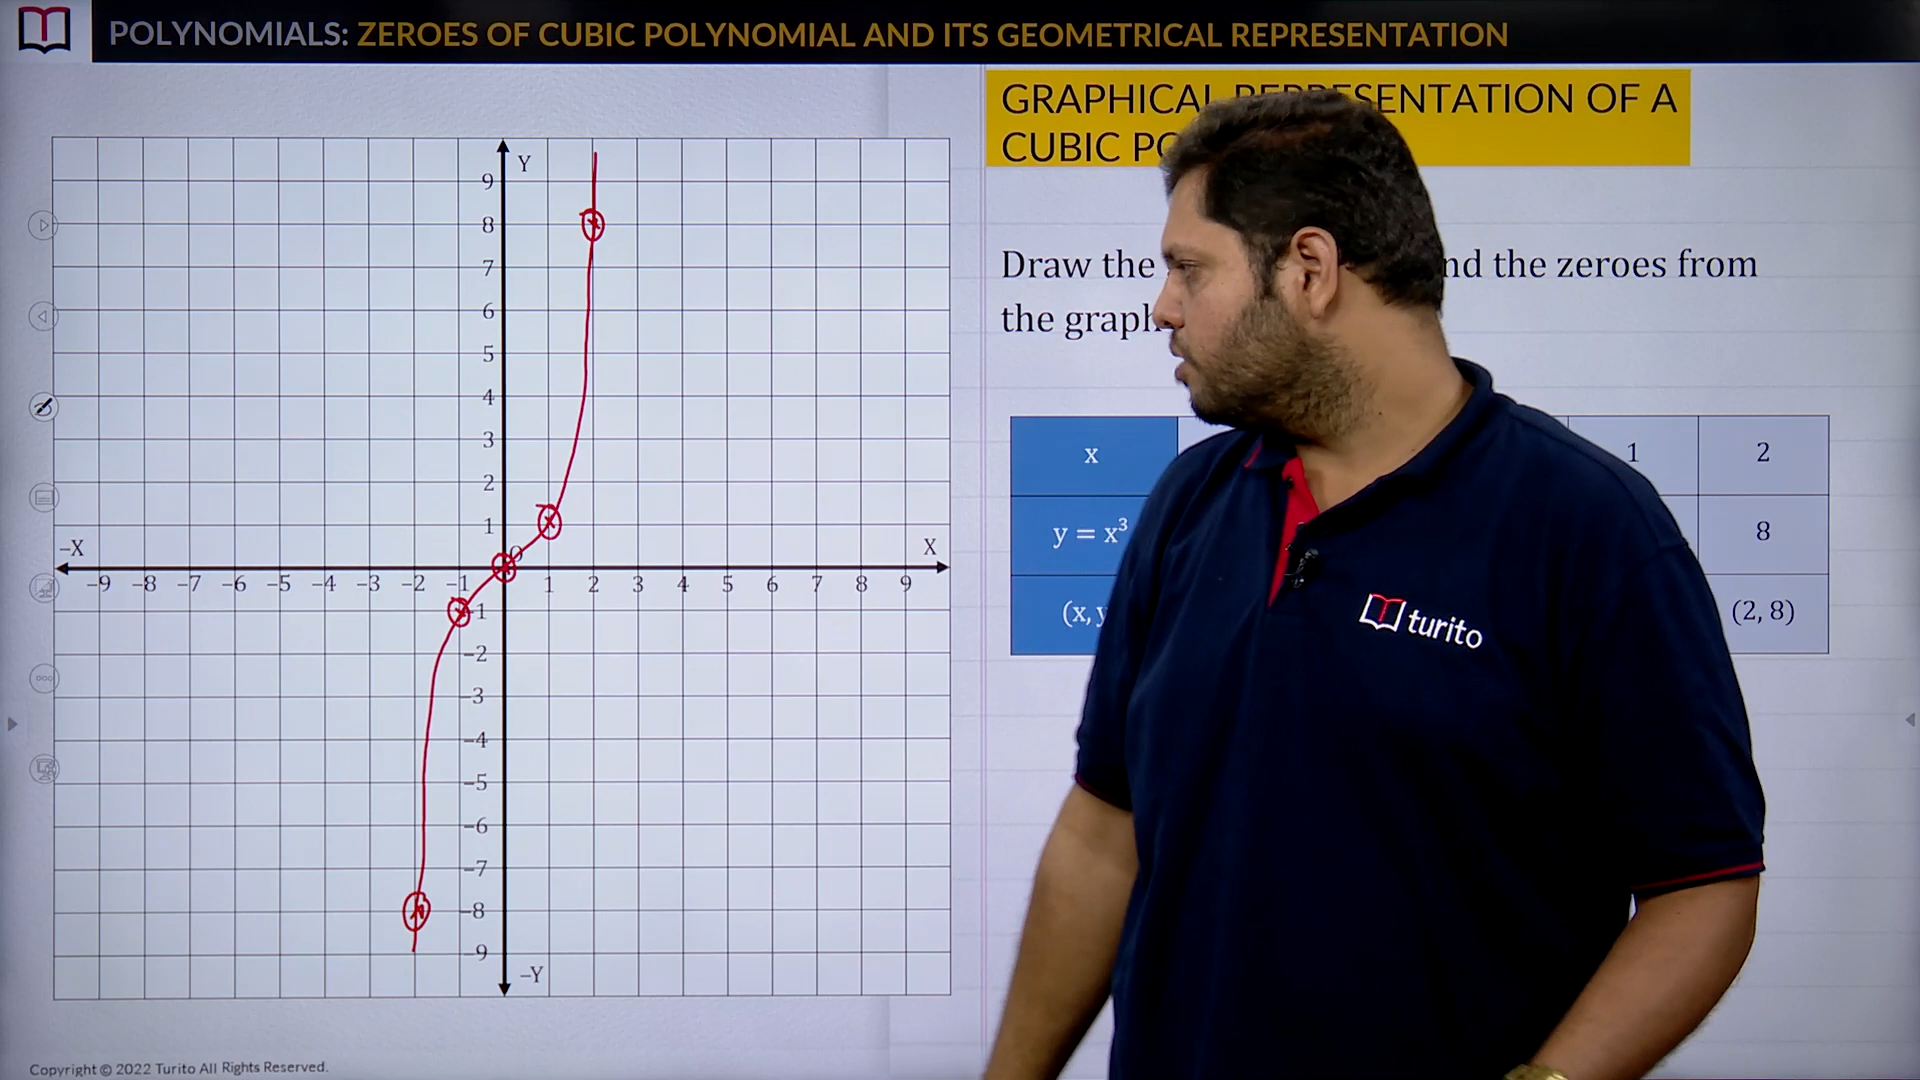 POLYNOMIALS: ZEROES OF CUBIC POLYNOMIAL AND ITS GEOMETRICAL REPRESENTATION
GRAPHICAL REPRESENTATION OF A
CUBIC
Draw the nd the zeroes from
the graph
Y
9
8
7
6
5
4
3
2
1
–X
X
O
–9 –8 –7 –6 –5 –4 –3 –2 –1 1 2 3 4 5 6 7 8 9
–1
–2
–3
–4
–5
–6
–7
–8
–9
–Y
x 1 2
y = x³ 8
(x, y (2, 8)
turito
Copyright © 2022 Turito All Rights Reserved.